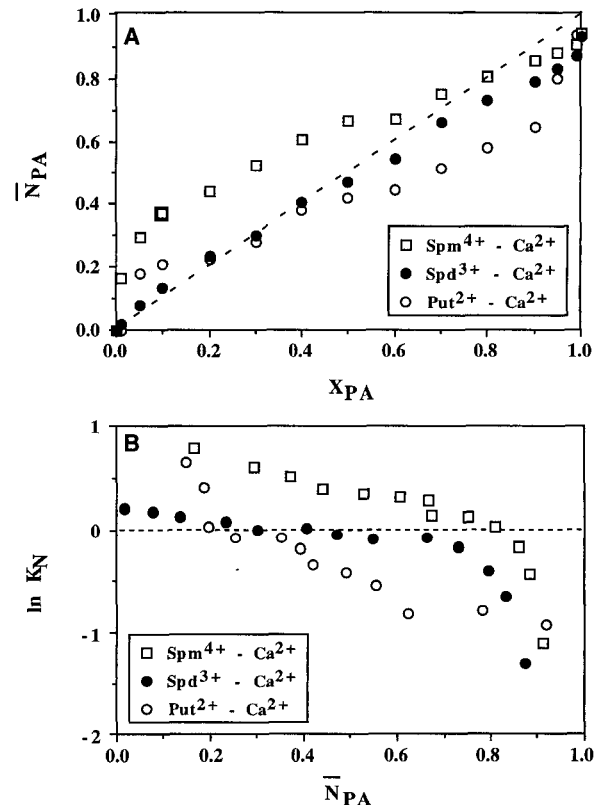 A
1.0
0.8
0.6
0.4
0.2
0.0
N̅PA
Spm4+ - Ca2+
Spd3+ - Ca2+
Put2+ - Ca2+
0.0 0.2 0.4 0.6 0.8 1.0
XPA
B
1
0
-1
-2
ln KN
Spm4+ - Ca2+
Spd3+ - Ca2+
Put2+ - Ca2+
0.0 0.2 0.4 0.6 0.8 1.0
N̅PA